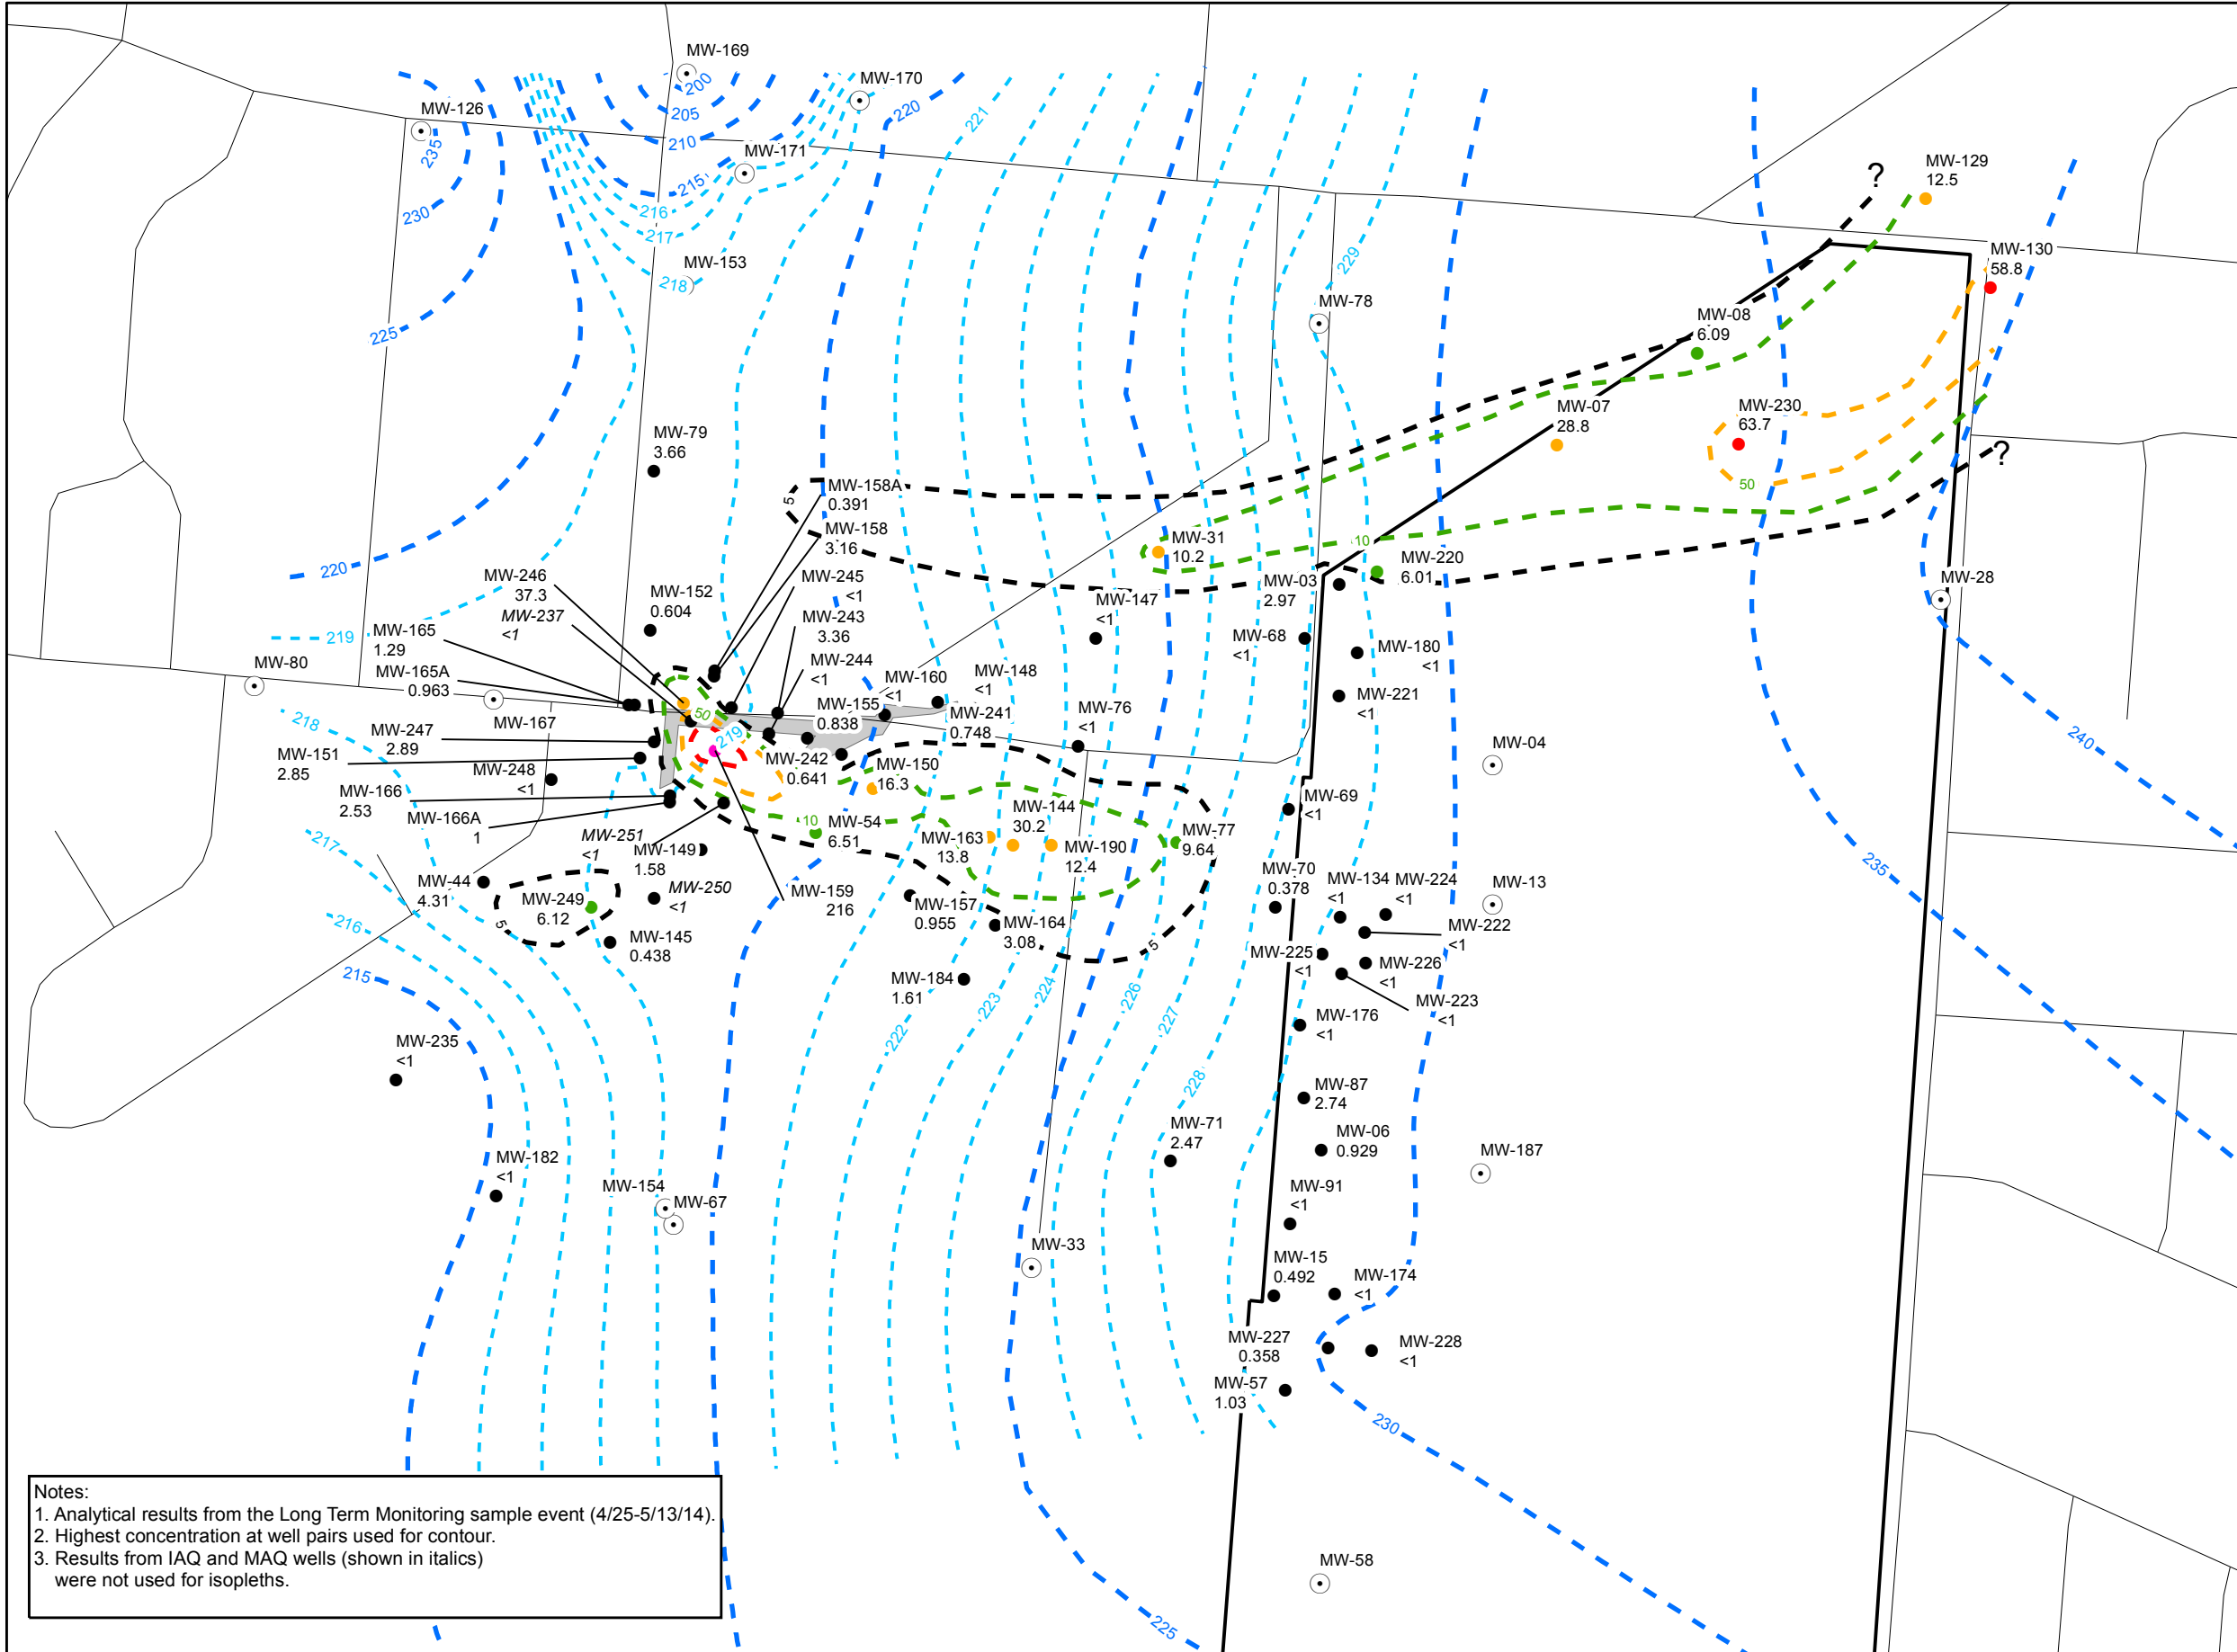 MW-169
200
MW-170
MW-126
205
220
221
235
210
MW-171
215
MW-129
12.5
?
230
216
217
MW-130
58.8
229
MW-153
218
MW-78
MW-08
6.09
225
MW-07
28.8
MW-230
63.7
MW-79
3.66
?
50
MW-158A
0.391
5
MW-158
3.16
MW-31
10.2
10
220
MW-246
37.3
MW-237
<1
MW-152
0.604
MW-245
<1
MW-243
3.36
MW-03
2.97
MW-220
6.01
MW-28
MW-147
<1
219
MW-165
1.29
MW-68
<1
MW-180
<1
MW-80
MW-165A
0.963
MW-244
<1
MW-160
<1
MW-148
<1
MW-221
<1
218
MW-167
50
219
MW-155
0.838
MW-241
0.748
MW-76
<1
240
MW-247
2.89
MW-151
2.85
MW-04
MW-248
<1
MW-242
0.641
MW-150
16.3
MW-166
2.53
MW-166A
1
MW-69
<1
217
MW-251
<1
MW-149
1.58
10
MW-54
6.51
MW-144
30.2
MW-163
13.8
MW-190
12.4
MW-77
9.64
235
MW-44
4.31
MW-249
6.12
5
MW-250
<1
MW-159
216
MW-70
0.378
MW-134
<1
MW-224
<1
MW-13
216
MW-157
0.955
MW-164
3.08
5
MW-222
<1
MW-145
0.438
MW-225
<1
MW-226
<1
215
MW-184
1.61
223
224
226
MW-223
<1
MW-176
<1
227
222
MW-235
<1
228
MW-87
2.74
MW-71
2.47
MW-06
0.929
MW-187
MW-182
<1
MW-154
MW-67
MW-91
<1
MW-33
MW-15
0.492
MW-174
<1
MW-227
0.358
MW-228
<1
MW-57
1.03
230
Notes:
1. Analytical results from the Long Term Monitoring sample event (4/25-5/13/14).
2. Highest concentration at well pairs used for contour.
3. Results from IAQ and MAQ wells (shown in italics)
were not used for isopleths.
MW-58
225